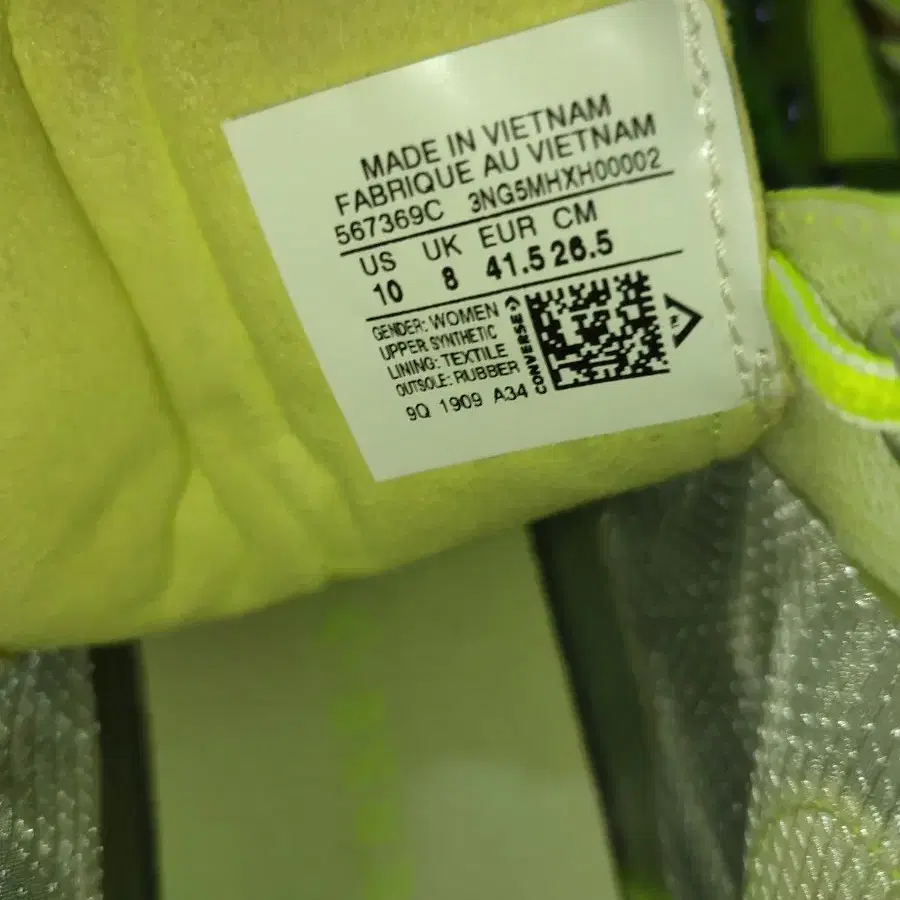 MADE IN VIETNAM
FABRIQUE AU VIETNAM
567369C 3NG5MHXH00002
US UK EUR CM
10 8 41.5 26.5
GENDER: WOMEN
UPPER: SYNTHETIC
LINING: TEXTILE
OUTSOLE: RUBBER
9Q 1909 A34
CONVERSE
TM